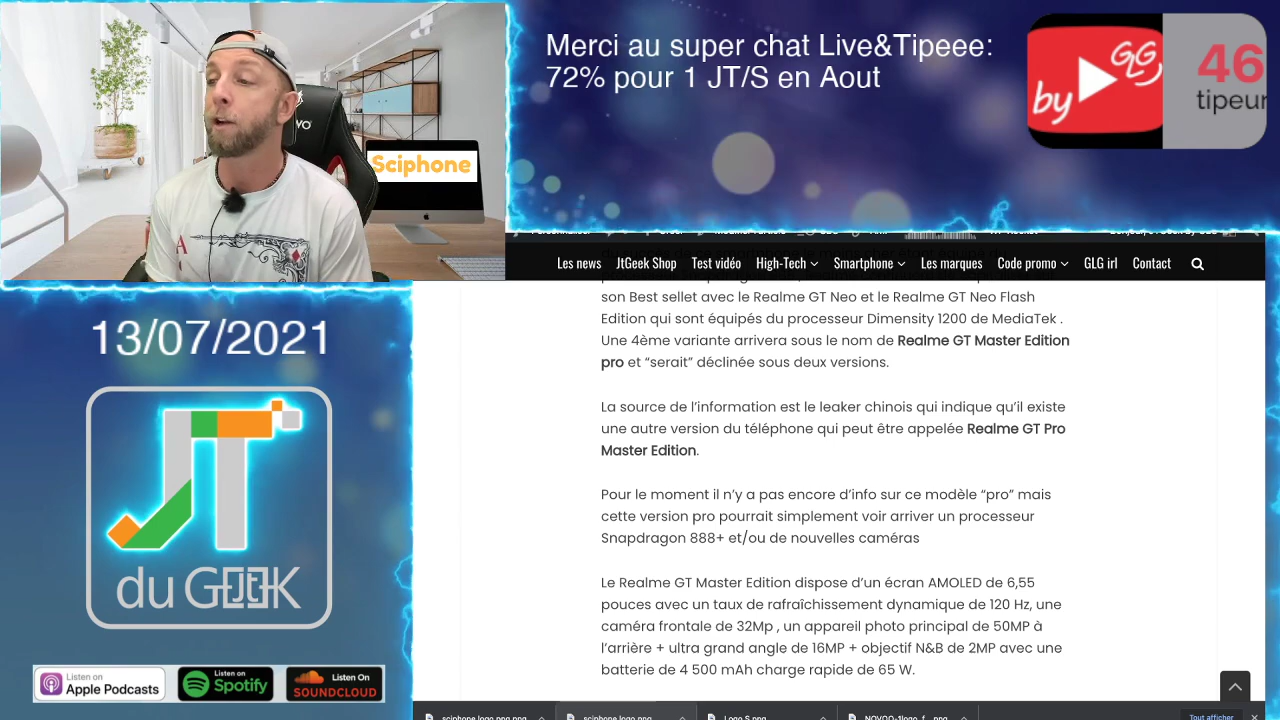 Sciphone
Merci au super chat Live&Tipeee:
72% pour 1 JT/S en Aout
by GLG
46
tipeur
13/07/2021
JT
du GEEK
Listen on
Apple Podcasts
Listen on
Spotify
Listen On
SOUNDCLOUD
Les news JtGeek Shop Test vidéo High-Tech Smartphone Les marques Code promo GLG irl Contact
son Best sellet avec le Realme GT Neo et le Realme GT Neo Flash
Edition qui sont équipés du processeur Dimensity 1200 de MediaTek .
Une 4ème variante arrivera sous le nom de Realme GT Master Edition
pro et “serait” déclinée sous deux versions.
La source de l’information est le leaker chinois qui indique qu’il existe
une autre version du téléphone qui peut être appelée Realme GT Pro
Master Edition.
Pour le moment il n’y a pas encore d’info sur ce modèle “pro” mais
cette version pro pourrait simplement voir arriver un processeur
Snapdragon 888+ et/ou de nouvelles caméras
Le Realme GT Master Edition dispose d’un écran AMOLED de 6,55
pouces avec un taux de rafraîchissement dynamique de 120 Hz, une
caméra frontale de 32Mp , un appareil photo principal de 50MP à
l’arrière + ultra grand angle de 16MP + objectif N&B de 2MP avec une
batterie de 4 500 mAh charge rapide de 65 W.
Tout afficher